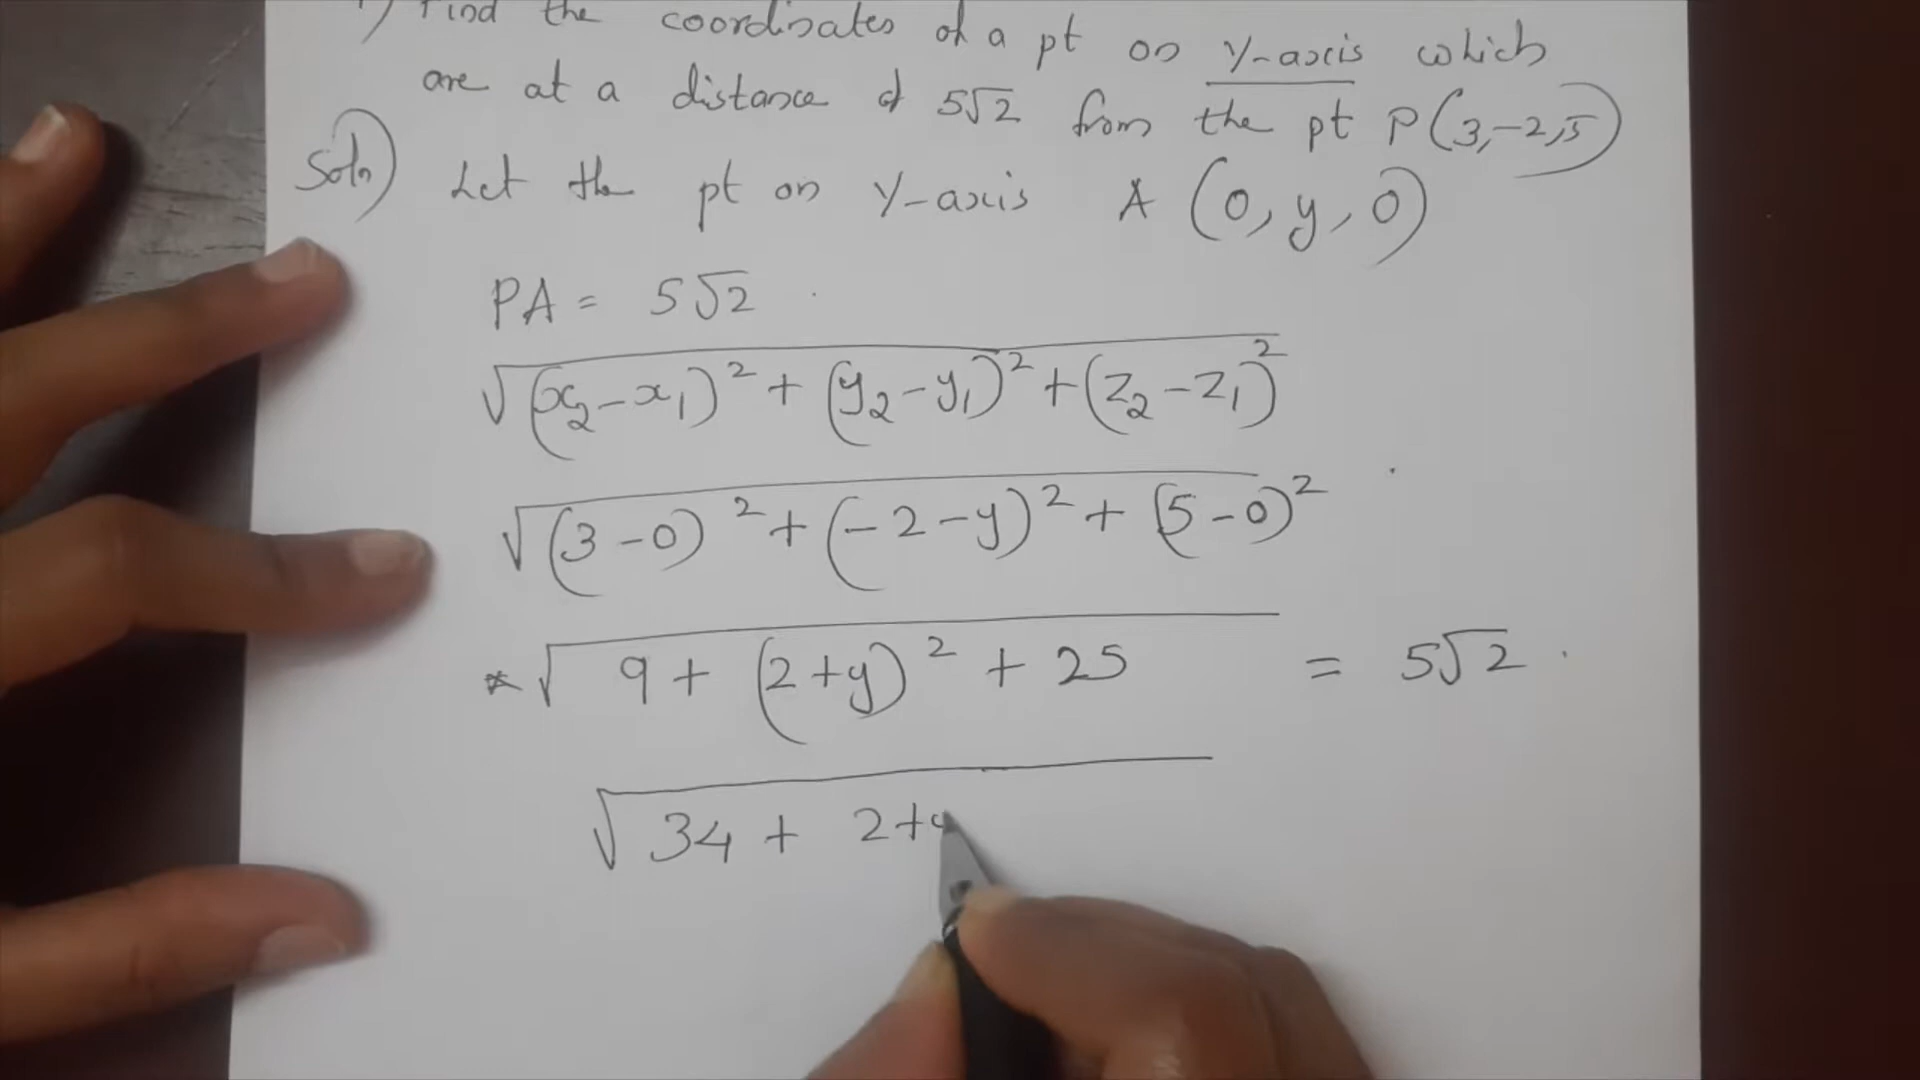 1) Find the coordinates of a pt on Y-axis which
are at a distance of 5√2 from the pt P(3,-2,5)
Soln) Let the pt on Y-axis A (0, y, 0)
PA = 5√2
√(x₂-x₁)² + (y₂-y₁)² + (z₂-z₁)²
√(3-0)² + (-2-y)² + (5-0)²
√9 + (2+y)² + 25 = 5√2
√34 + 2+y